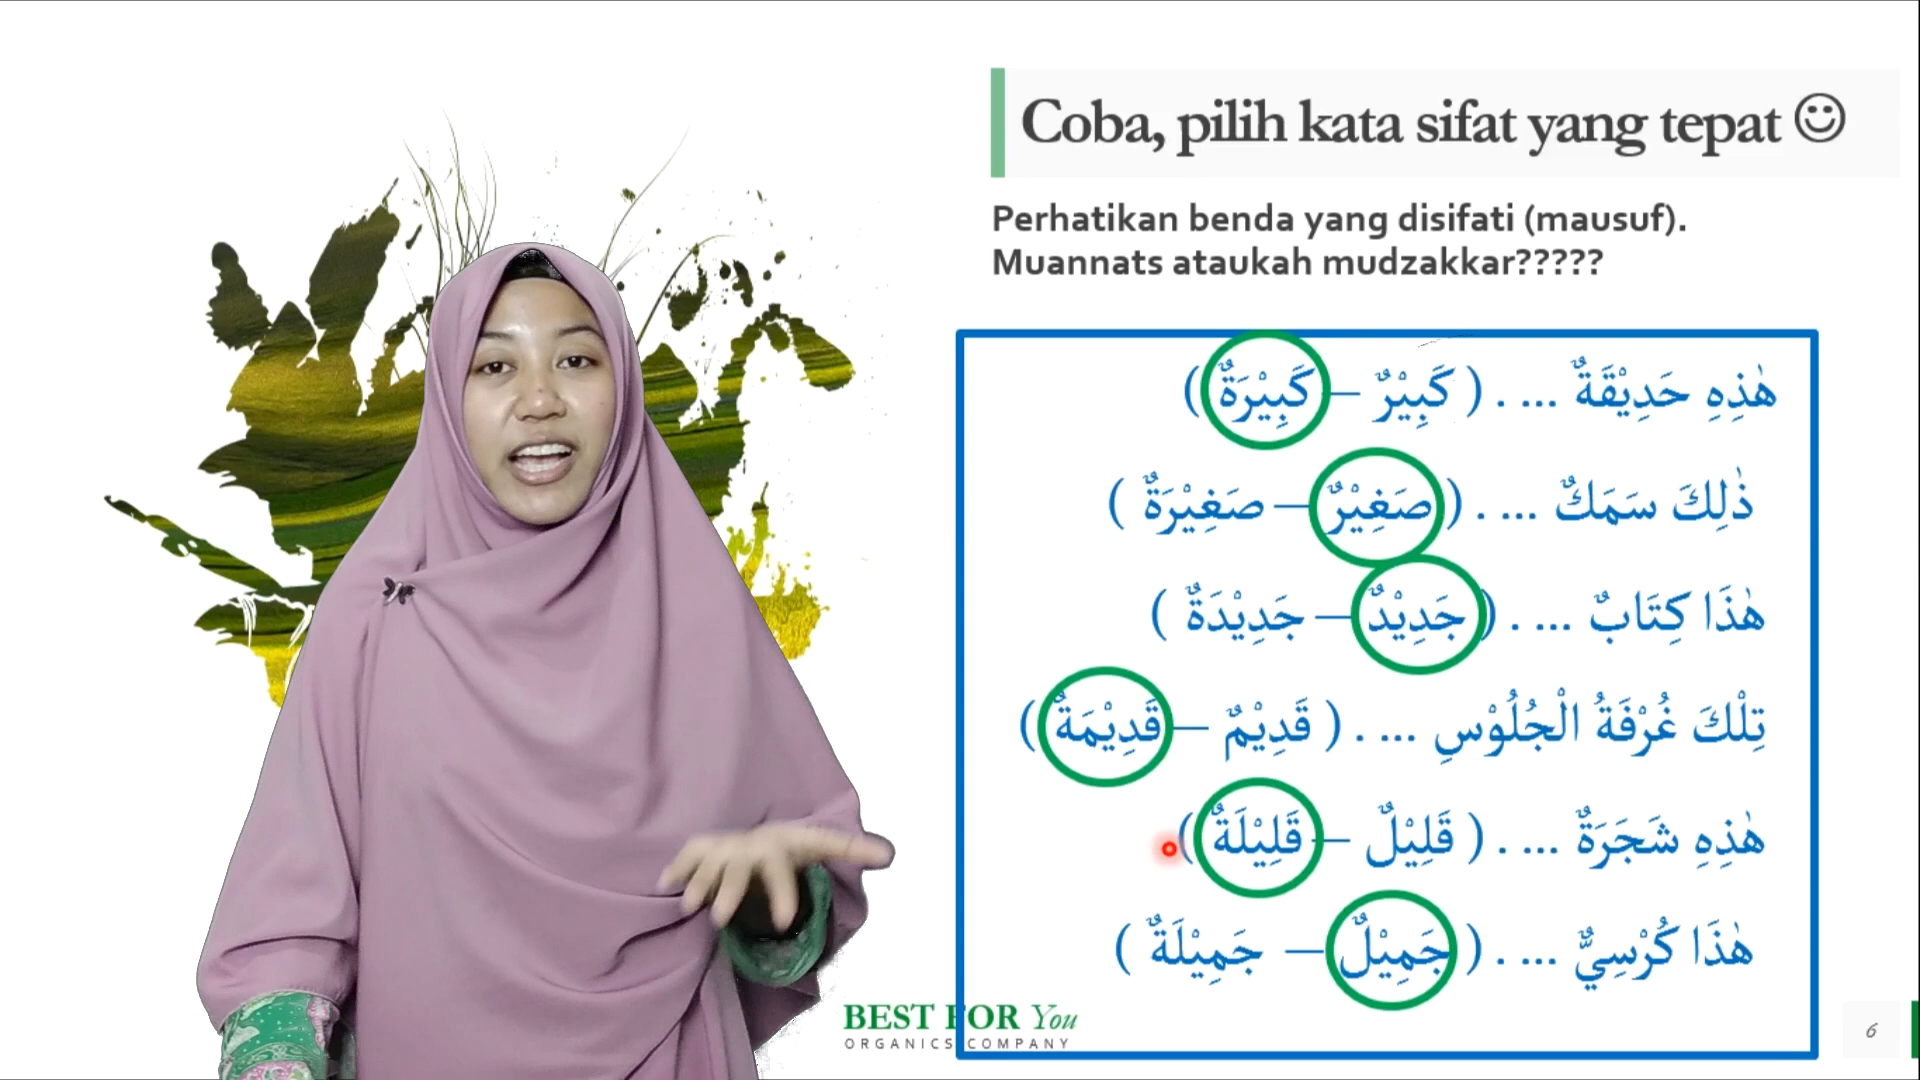 Coba, pilih kata sifat yang tepat ☺
Perhatikan benda yang disifati (mausuf).
Muannats ataukah mudzakkar?????
هٰذِهِ حَدِيْقَةٌ ... . ( كَبِيْرٌ – كَبِيْرَةٌ )
ذٰلِكَ سَمَكٌ ... . ( صَغِيْرٌ – صَغِيْرَةٌ )
هٰذَا كِتَابٌ ... . ( جَدِيْدٌ – جَدِيْدَةٌ )
تِلْكَ غُرْفَةُ الْجُلُوْسِ ... . ( قَدِيْمٌ – قَدِيْمَةٌ )
هٰذِهِ شَجَرَةٌ ... . ( قَلِيْلٌ – قَلِيْلَةٌ )
هٰذَا كُرْسِيٌّ ... . ( جَمِيْلٌ – جَمِيْلَةٌ )
BEST FOR You
ORGANICS COMPANY
6